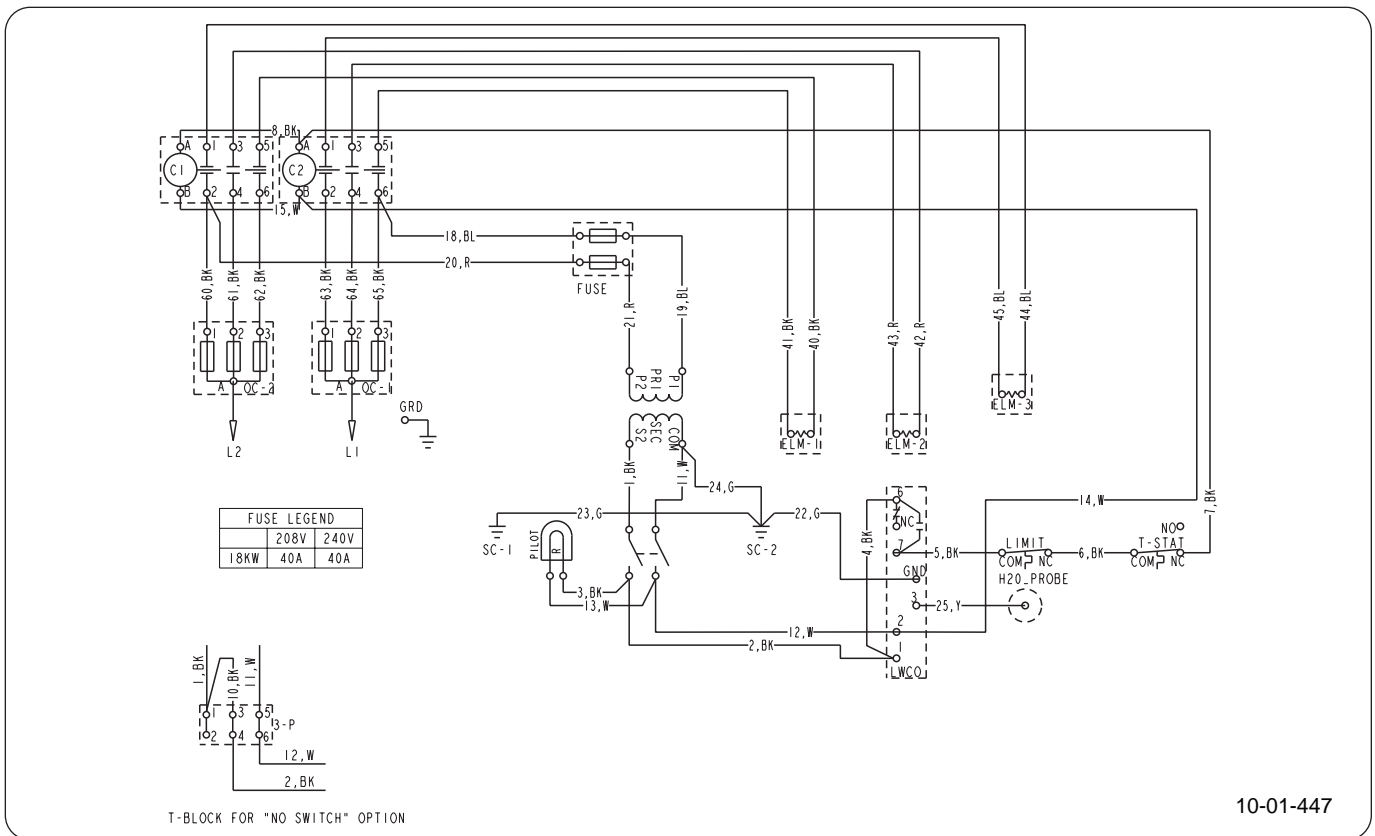 8,BK
A 1 3 5 A 1 3 5
C1 C2
B 2 4 6 B 2 4 6
15,W
18,BL
20,R
FUSE
60,BK
61,BK
62,BK
63,BK
64,BK
65,BK
21,R
19,BL
41,BK
40,BK
43,R
42,R
45,BL
44,BL
1 2 3 1 2 3
A OC-2 A OC-1
L2 L1
GRD
P2 PRI P1
S2 SEC COM
ELM-1
ELM-2
ELM-3
1,BK
11,W
24,G
23,G
22,G
SC-1
SC-2
PILOT
R
3,BK
13,W
12,W
2,BK
4,BK
6
NC
7
GND
3
2
1
LWCO
14,W
7,BK
5,BK
LIMIT
COM NC
6,BK
NO
T-STAT
COM NC
H2O_PROBE
25,Y
FUSE LEGEND
208V 240V
18KW 40A 40A
1,BK
10,BK
11,W
1 3 5
3-P
2 4 6
12,W
2,BK
T-BLOCK FOR "NO SWITCH" OPTION
10-01-447